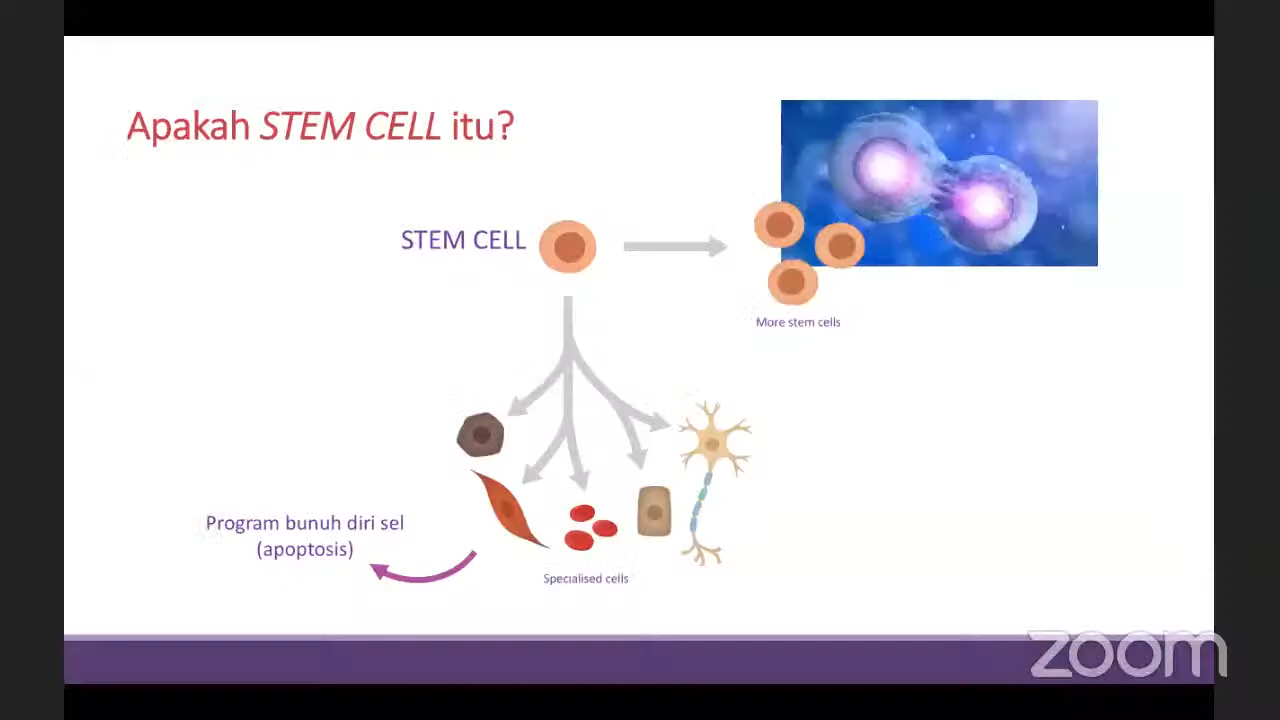 Apakah STEM CELL itu?
STEM CELL
More stem cells
Program bunuh diri sel
(apoptosis)
Specialised cells
zoom